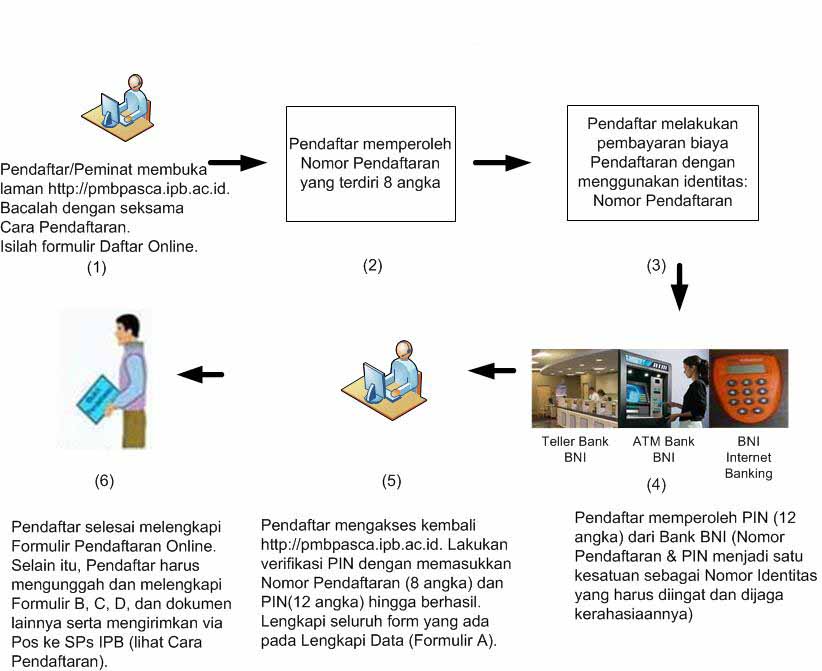 Pendaftar/Peminat membuka
laman http://pmbpasca.ipb.ac.id.
Bacalah dengan seksama
Cara Pendaftaran.
Isilah formulir Daftar Online.
(1)
Pendaftar memperoleh
Nomor Pendaftaran
yang terdiri 8 angka
(2)
Pendaftar melakukan
pembayaran biaya
Pendaftaran dengan
menggunakan identitas:
Nomor Pendaftaran
(3)
Teller Bank
BNI
ATM Bank
BNI
BNI
Internet
Banking
(4)
Pendaftar memperoleh PIN (12
angka) dari Bank BNI (Nomor
Pendaftaran & PIN menjadi satu
kesatuan sebagai Nomor Identitas
yang harus diingat dan dijaga
kerahasiaannya)
(5)
Pendaftar mengakses kembali
http://pmbpasca.ipb.ac.id. Lakukan
verifikasi PIN dengan memasukkan
Nomor Pendaftaran (8 angka) dan
PIN(12 angka) hingga berhasil.
Lengkapi seluruh form yang ada
pada Lengkapi Data (Formulir A).
(6)
Pendaftar selesai melengkapi
Formulir Pendaftaran Online.
Selain itu, Pendaftar harus
mengunggah dan melengkapi
Formulir B, C, D, dan dokumen
lainnya serta mengirimkan via
Pos ke SPs IPB (lihat Cara
Pendaftaran).